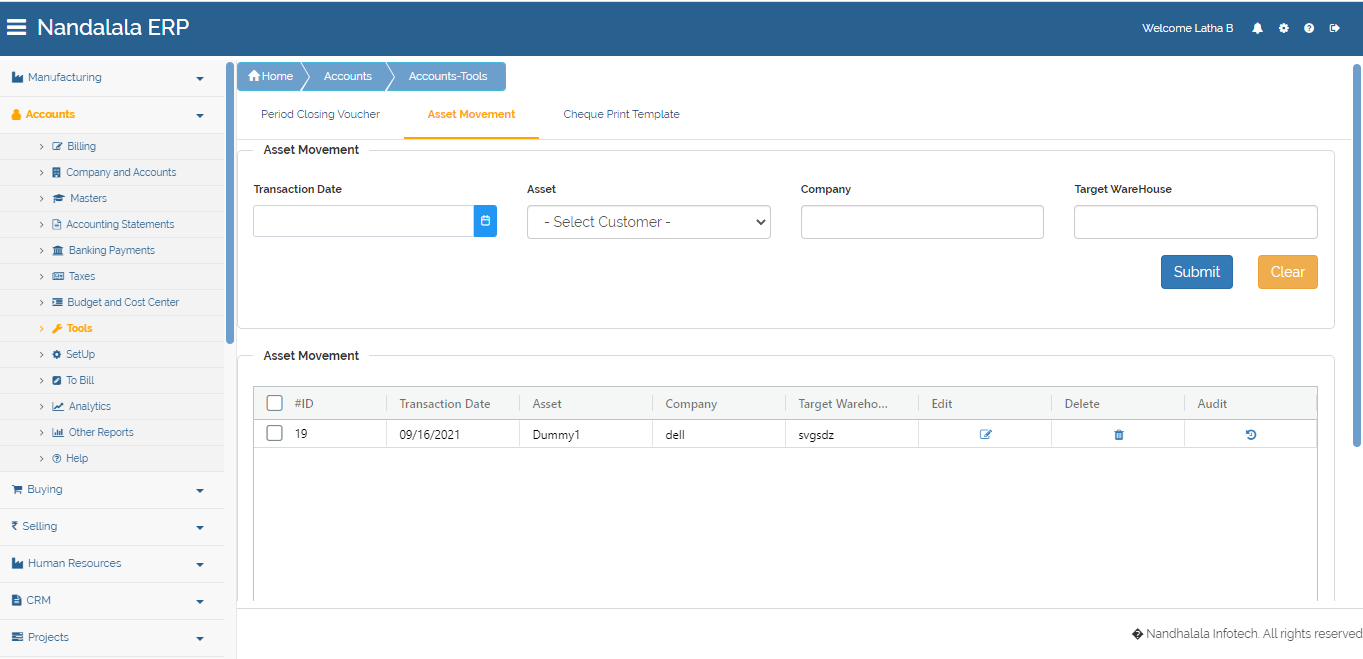 Nandalala ERP
Welcome Latha B
Manufacturing
Accounts
Billing
Company and Accounts
Masters
Accounting Statements
Banking Payments
Taxes
Budget and Cost Center
Tools
SetUp
To Bill
Analytics
Other Reports
Help
Buying
Selling
Human Resources
CRM
Projects
Home Accounts Accounts-Tools
Period Closing Voucher Asset Movement Cheque Print Template
Asset Movement
Transaction Date Asset Company Target WareHouse
- Select Customer -
Submit Clear
Asset Movement
#ID Transaction Date Asset Company Target Wareho... Edit Delete Audit
19 09/16/2021 Dummy1 dell svgsdz
� Nandhalala Infotech. All rights reserved